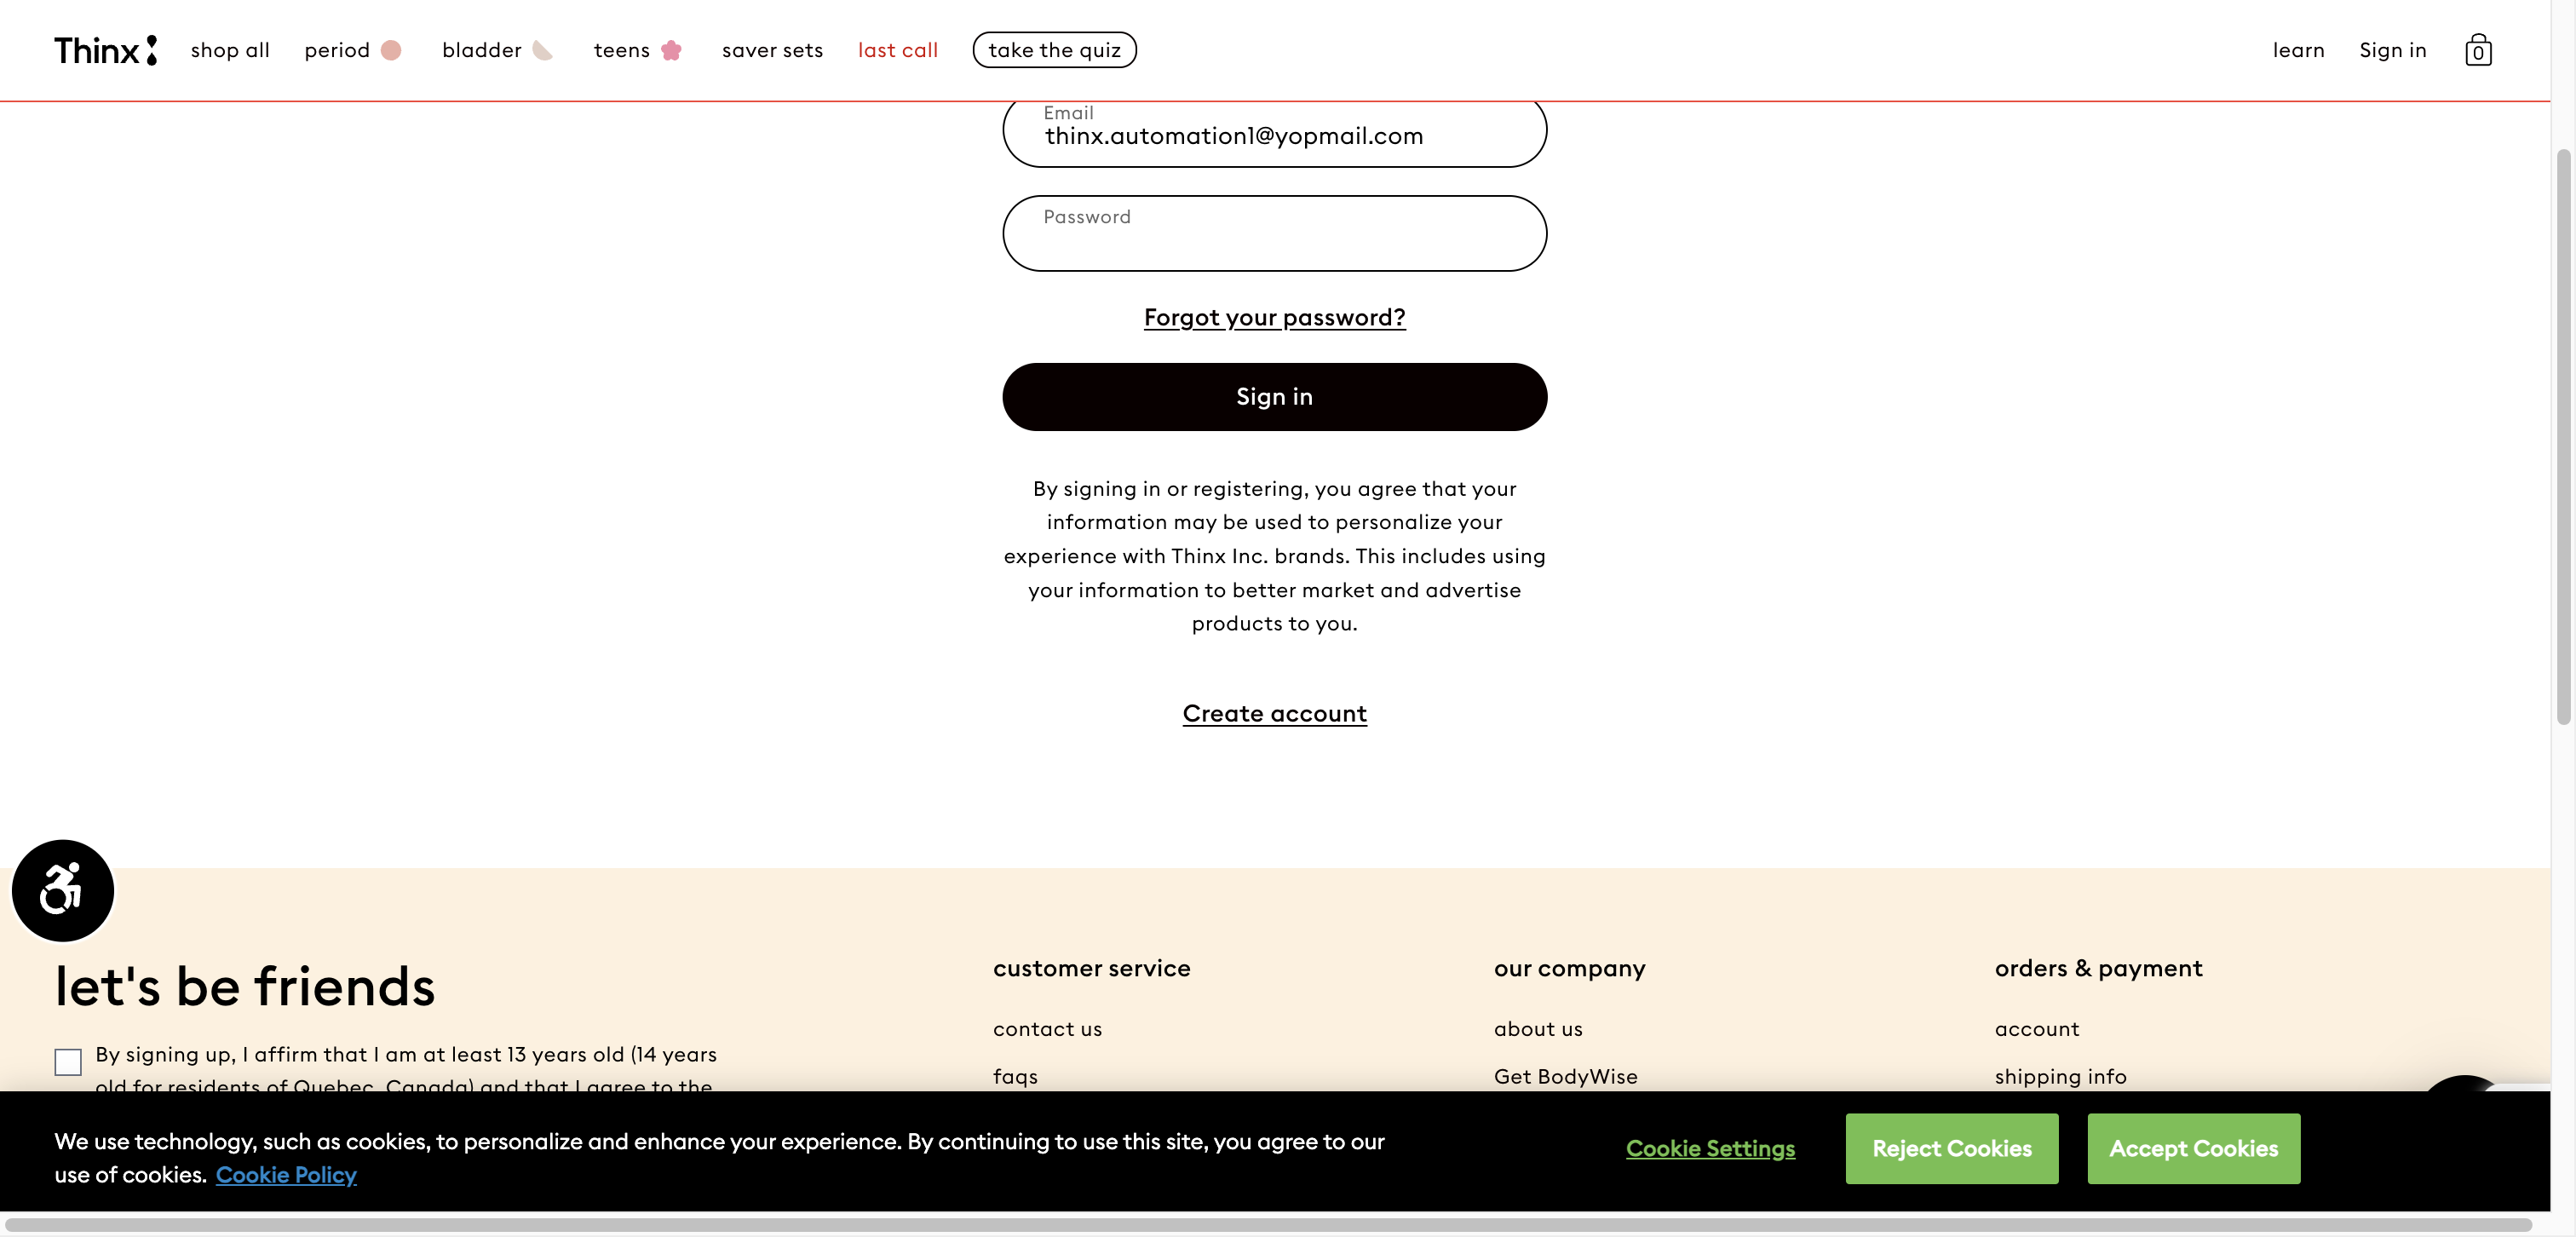 Thinx
shop all
period
bladder
teens
saver sets
last call
take the quiz
learn
Sign in
0
Email
thinx.automation1@yopmail.com
Password
Forgot your password?
Sign in
By signing in or registering, you agree that your
information may be used to personalize your
experience with Thinx Inc. brands. This includes using
your information to better market and advertise
products to you.
Create account
let's be friends
By signing up, I affirm that I am at least 13 years old (14 years
old for residents of Quebec, Canada) and that I agree to the
customer service
contact us
faqs
our company
about us
Get BodyWise
orders & payment
account
shipping info
We use technology, such as cookies, to personalize and enhance your experience. By continuing to use this site, you agree to our
use of cookies. Cookie Policy
Cookie Settings
Reject Cookies
Accept Cookies